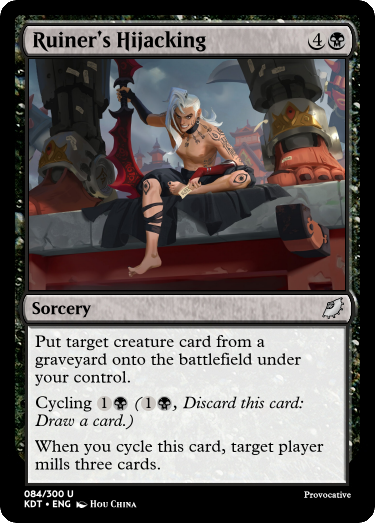 Ruiner's Hijacking 4
Sorcery
Put target creature card from a
graveyard onto the battlefield under
your control.
Cycling 1 (1, Discard this card:
Draw a card.)
When you cycle this card, target player
mills three cards.
084/300 U
KDT • ENG Hou China
Provocative